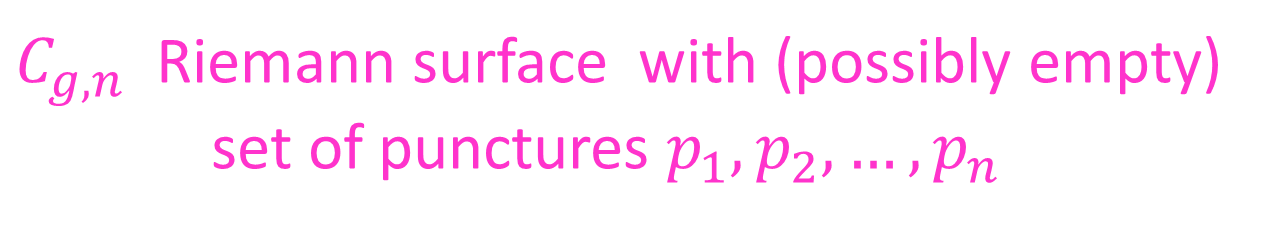 C_{g,n} Riemann surface with (possibly empty)
set of punctures p_1, p_2, … , p_n